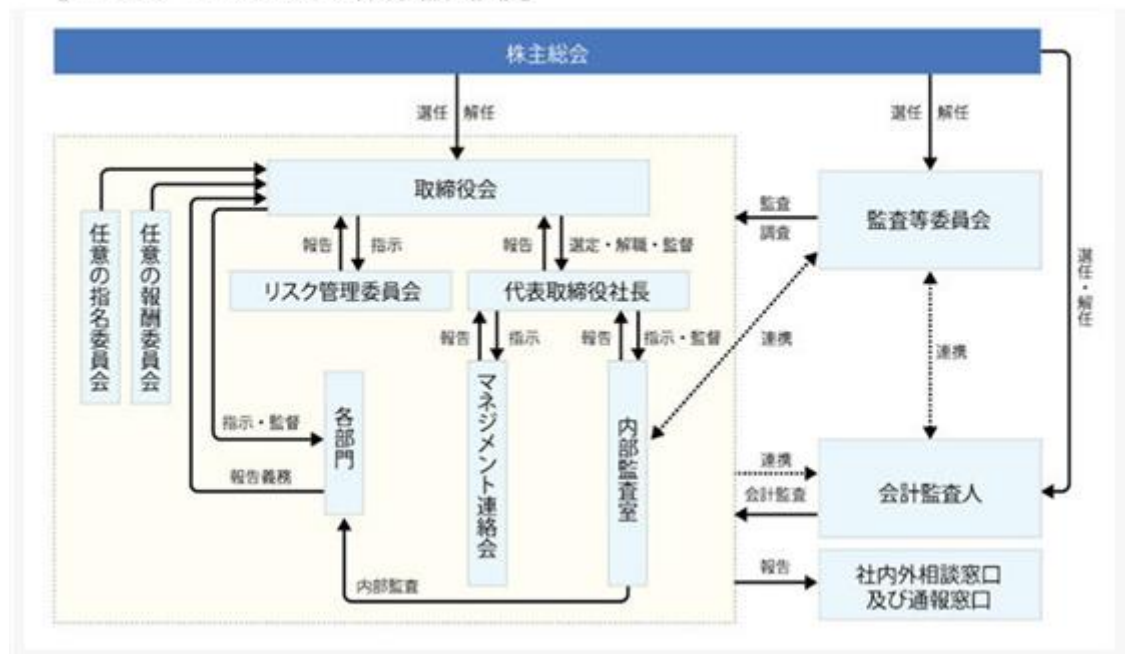 株主総会
選任 解任
選任 解任
選任・解任
取締役会
監査等委員会
監査
調査
任意の指名委員会
任意の報酬委員会
報告 指示
報告 選定・解職・監督
リスク管理委員会
代表取締役社長
報告 指示
報告 指示・監督
連携
連携
マネジメント連絡会
各部門
内部監査室
指示・監督
報告義務
連携
会計監査
会計監査人
内部監査
報告
社内外相談窓口
及び通報窓口